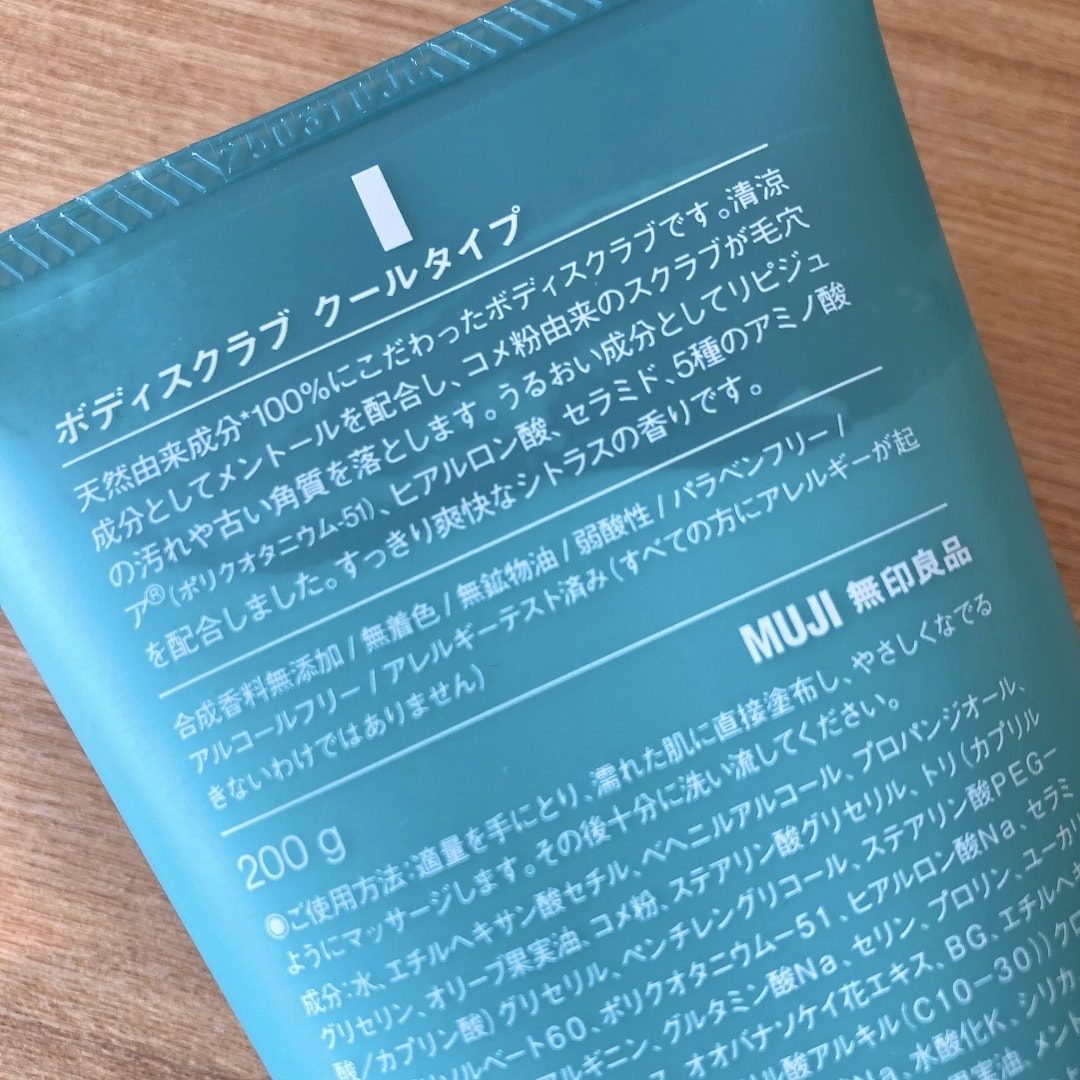 ボディスクラブ クールタイプ
天然由来成分*100%にこだわったボディスクラブです。清涼
成分としてメントールを配合し、コメ粉由来のスクラブが毛穴
の汚れや古い角質を落とします。うるおい成分としてリピジュ
ア®(ポリクオタニウム-51)、ヒアルロン酸、セラミド、5種のアミノ酸
を配合しました。すっきり爽快なシトラスの香りです。
合成香料無添加/無着色/無鉱物油/弱酸性/パラベンフリー/
アルコールフリー/アレルギーテスト済み(すべての方にアレルギーが起
きないわけではありません)
MUJI 無印良品
200g
◉ご使用方法:適量を手にとり、濡れた肌に直接塗布し、やさしくなでる
ようにマッサージします。その後十分に洗い流してください。
成分:水、エチルヘキサン酸セチル、ベヘニルアルコール、プロパンジオール、
グリセリン、オリーブ果実油、コメ粉、ステアリン酸グリセリル、トリ(カプリル
酸/カプリン酸)グリセリル、ペンチレングリコール、ステアリン酸PEG-
ソルベート60、ポリクオタニウム-51、ヒアルロン酸Na、セラミ
アルギニン、グルタミン酸Na、セリン、プロリン、ユーカリ
オオバナソケイ花エキス、BG、エチルヘキ
酸アルキル(C10-30))クロ
水酸化K、シリカ
果実油、メント